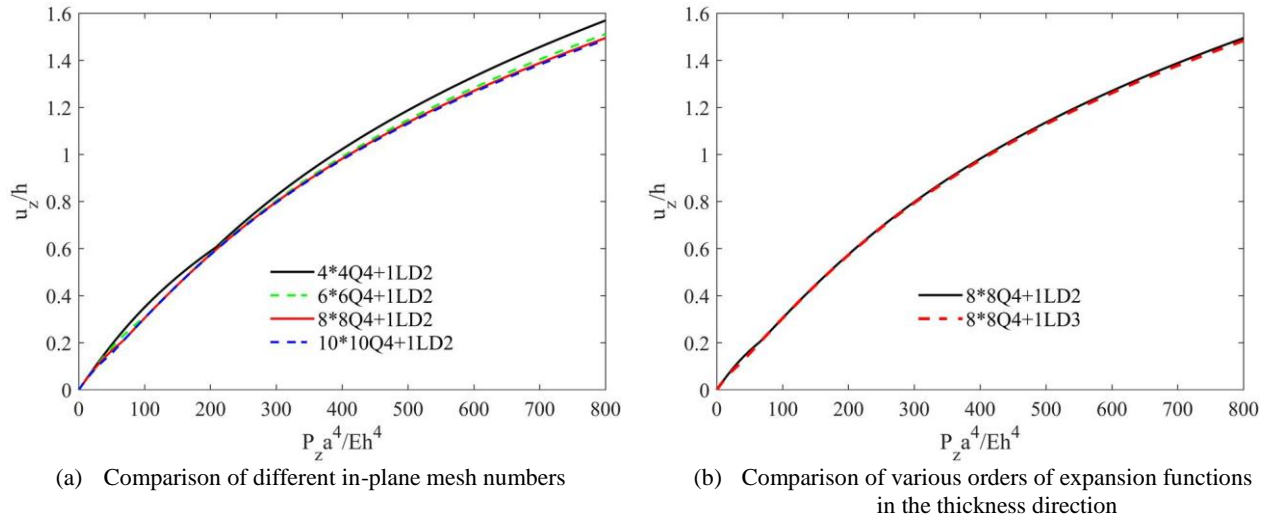 1.6
1.4
1.2
1
0.8
0.6
0.4
0.2
0
u_z/h
4*4Q4+1LD2
6*6Q4+1LD2
8*8Q4+1LD2
10*10Q4+1LD2
0 100 200 300 400 500 600 700 800
P_z a^4/Eh^4
(a) Comparison of different in-plane mesh numbers
1.6
1.4
1.2
1
0.8
0.6
0.4
0.2
0
u_z/h
8*8Q4+1LD2
8*8Q4+1LD3
0 100 200 300 400 500 600 700 800
P_z a^4/Eh^4
(b) Comparison of various orders of expansion functions
in the thickness direction